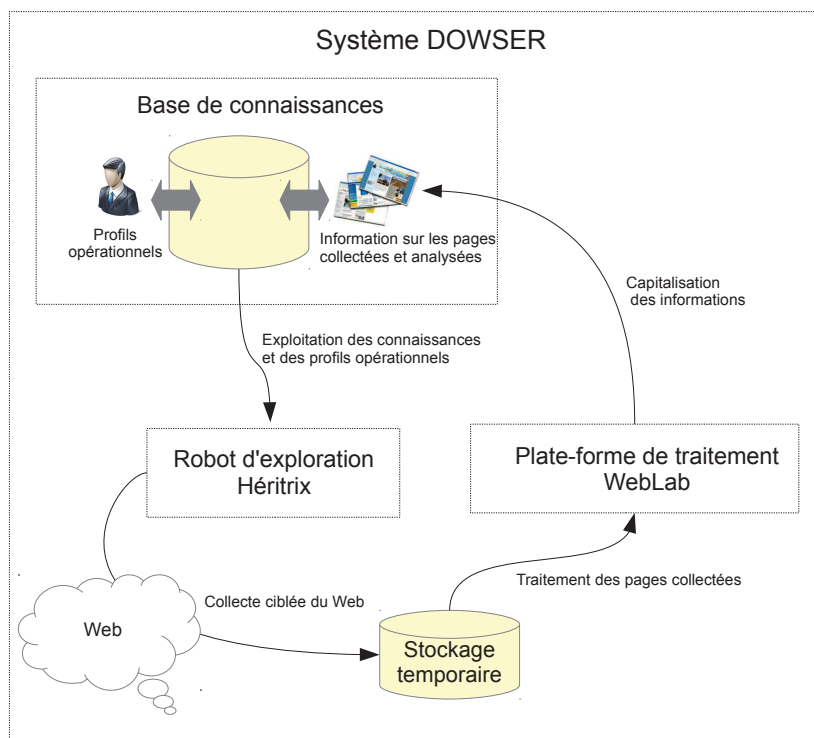 Système DOWSER
Base de connaissances
Profils
opérationnels
Information sur les pages
collectées et analysées
Capitalisation
des informations
Exploitation des connaissances
et des profils opérationnels
Robot d'exploration
Héritrix
Plate-forme de traitement
WebLab
Traitement des pages collectées
Collecte ciblée du Web
Web
Stockage
temporaire